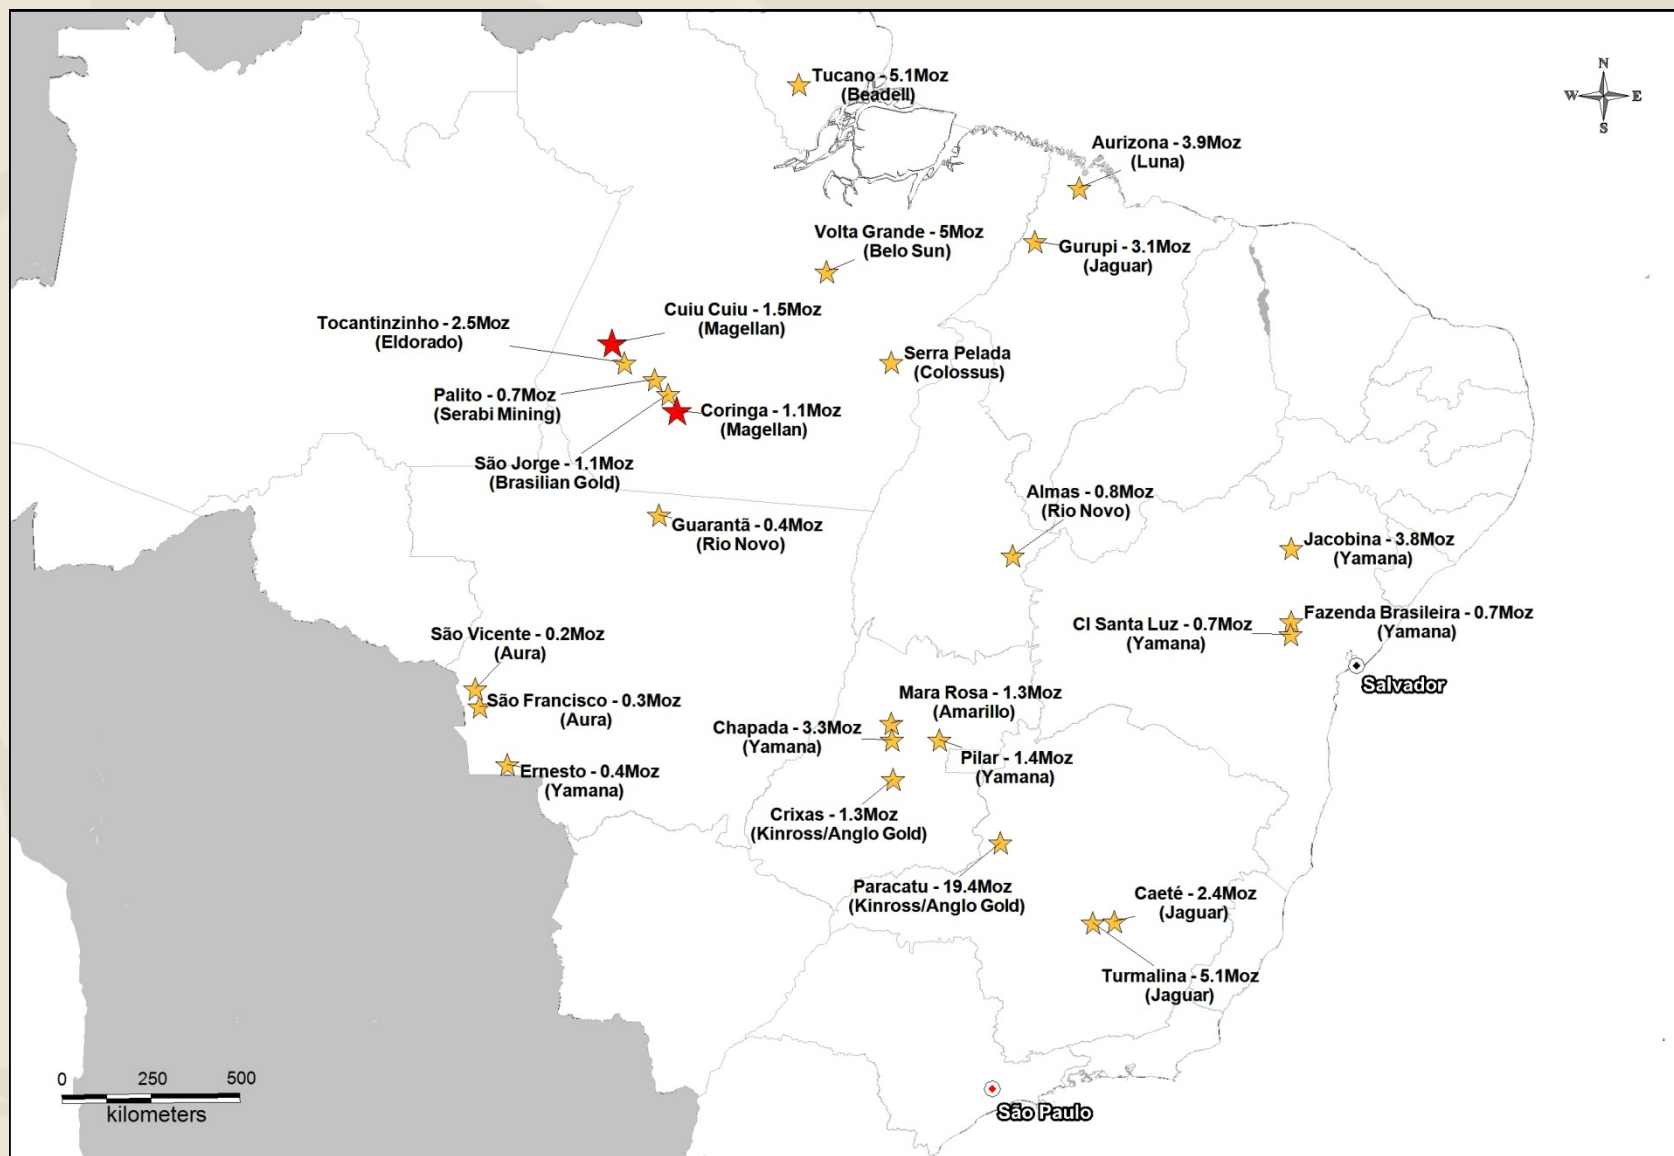 Tucano - 5.1Moz
(Beadell)
N
W
E
S
Aurizona - 3.9Moz
(Luna)
Volta Grande - 5Moz
(Belo Sun)
Gurupi - 3.1Moz
(Jaguar)
Cuiu Cuiu - 1.5Moz
(Magellan)
Tocantinzinho - 2.5Moz
(Eldorado)
Serra Pelada
(Colossus)
Palito - 0.7Moz
(Serabi Mining)
Coringa - 1.1Moz
(Magellan)
São Jorge - 1.1Moz
(Brasilian Gold)
Almas - 0.8Moz
(Rio Novo)
Guarantã - 0.4Moz
(Rio Novo)
Jacobina - 3.8Moz
(Yamana)
Fazenda Brasileira - 0.7Moz
(Yamana)
CI Santa Luz - 0.7Moz
(Yamana)
São Vicente - 0.2Moz
(Aura)
Salvador
São Francisco - 0.3Moz
(Aura)
Mara Rosa - 1.3Moz
(Amarillo)
Chapada - 3.3Moz
(Yamana)
Pilar - 1.4Moz
(Yamana)
Ernesto - 0.4Moz
(Yamana)
Crixas - 1.3Moz
(Kinross/Anglo Gold)
Paracatu - 19.4Moz
(Kinross/Anglo Gold)
Caeté - 2.4Moz
(Jaguar)
Turmalina - 5.1Moz
(Jaguar)
0 250 500
kilometers
São Paulo